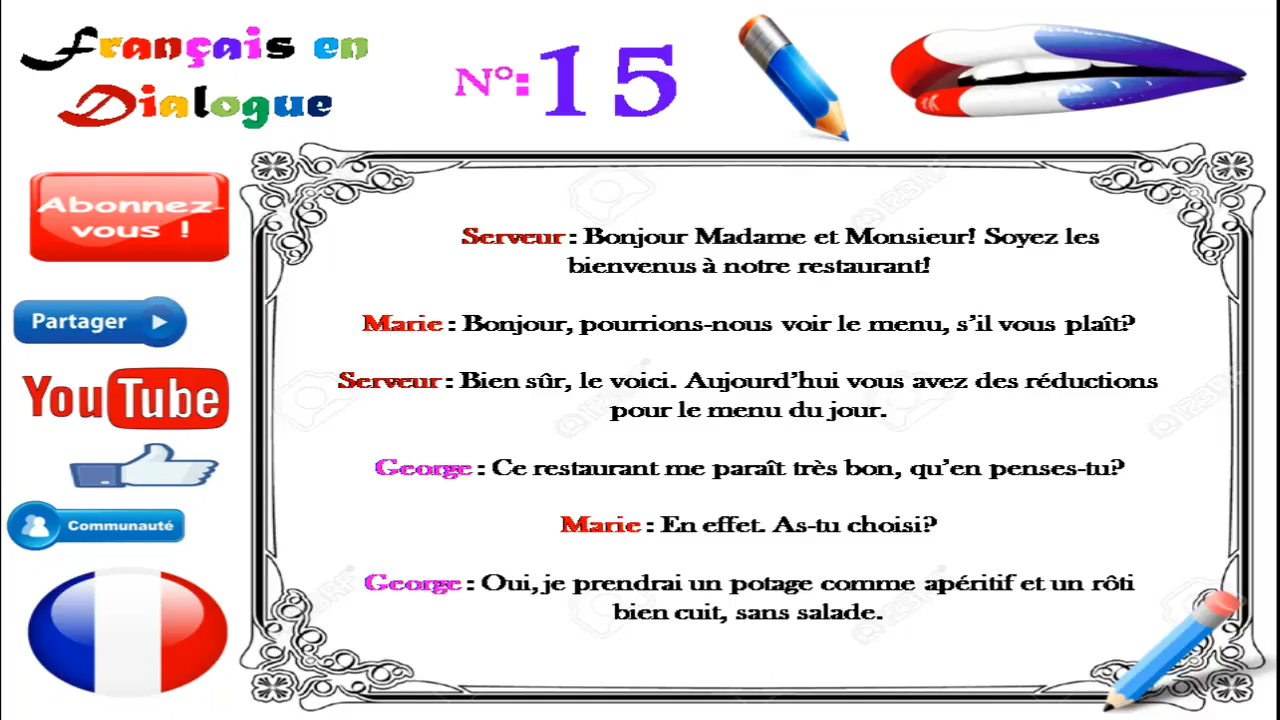 Français en
Dialogue
N°:15
Abonnez-
vous !
Partager
YouTube
Communauté
Serveur : Bonjour Madame et Monsieur! Soyez les
bienvenus à notre restaurant!
Marie : Bonjour, pourrions-nous voir le menu, s'il vous plaît?
Serveur : Bien sûr, le voici. Aujourd'hui vous avez des réductions
pour le menu du jour.
George : Ce restaurant me paraît très bon, qu'en penses-tu?
Marie : En effet. As-tu choisi?
George : Oui, je prendrai un potage comme apéritif et un rôti
bien cuit, sans salade.